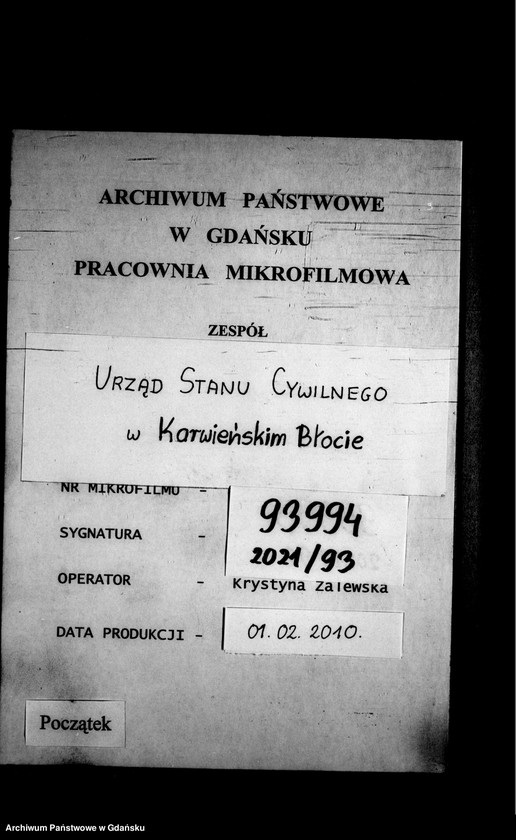 ARCHIWUM PAŃSTWOWE
W GDAŃSKU
PRACOWNIA MIKROFILMOWA
ZESPÓŁ
URZĄD STANU CYWILNEGO
w Karwieńskim Błocie
NR MIKROFILMU - 93994
SYGNATURA - 2021/93
OPERATOR - Krystyna Zalewska
DATA PRODUKCJI - 01.02.2010.
Początek
Archiwum Państwowe w Gdańsku